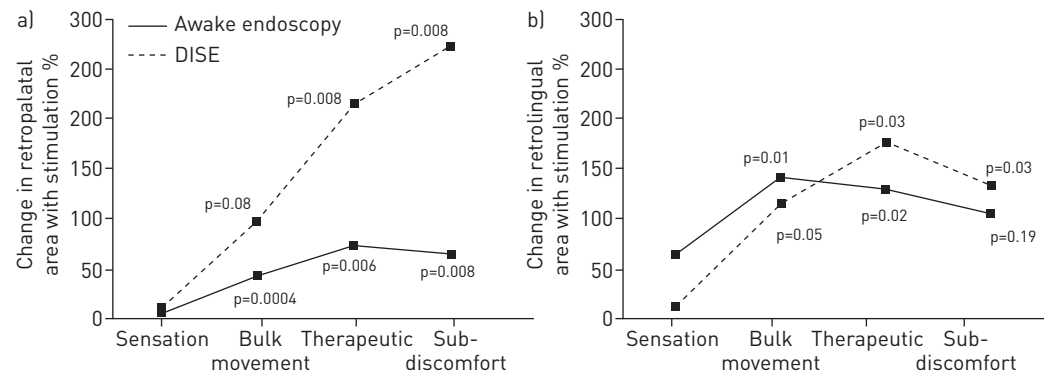 a)
Change in retropalatal
area with stimulation %
300
250
200
150
100
50
0
Awake endoscopy
DISE
p=0.008
p=0.008
p=0.08
p=0.006
p=0.008
p=0.0004
Sensation
Bulk
movement
Therapeutic
Sub-
discomfort
b)
Change in retrolingual
area with stimulation %
300
250
200
150
100
50
0
p=0.03
p=0.01
p=0.03
p=0.02
p=0.05
p=0.19
Sensation
Bulk
movement
Therapeutic
Sub-
discomfort